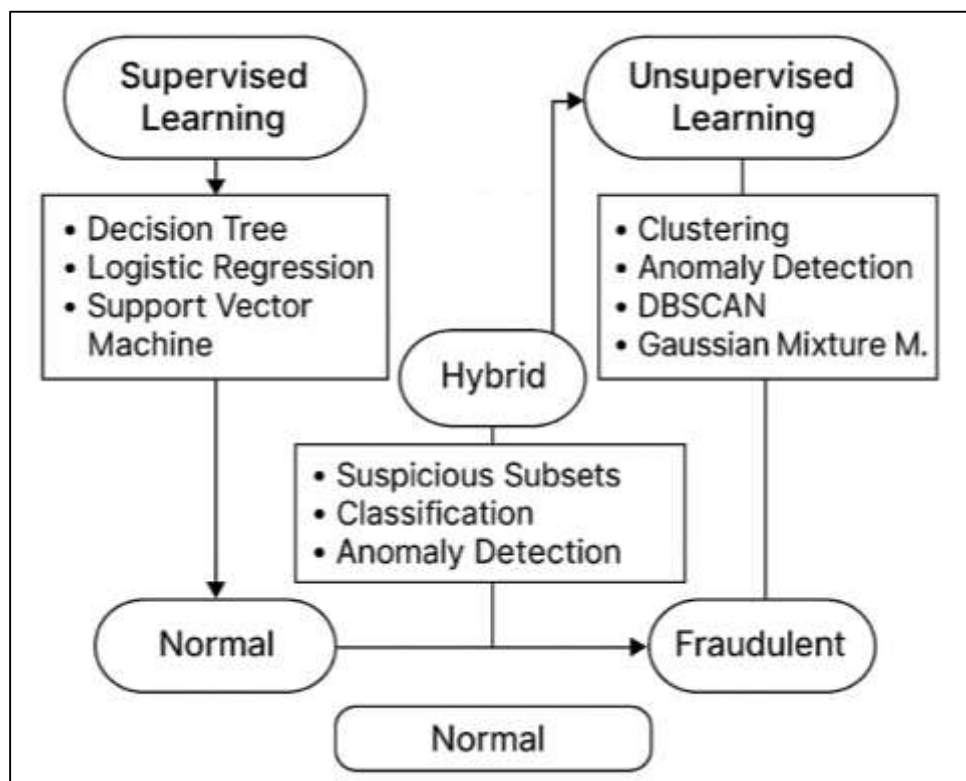 Supervised
Learning
• Decision Tree
• Logistic Regression
• Support Vector
Machine
Unsupervised
Learning
• Clustering
• Anomaly Detection
• DBSCAN
• Gaussian Mixture M.
Hybrid
• Suspicious Subsets
• Classification
• Anomaly Detection
Normal
Fraudulent
Normal